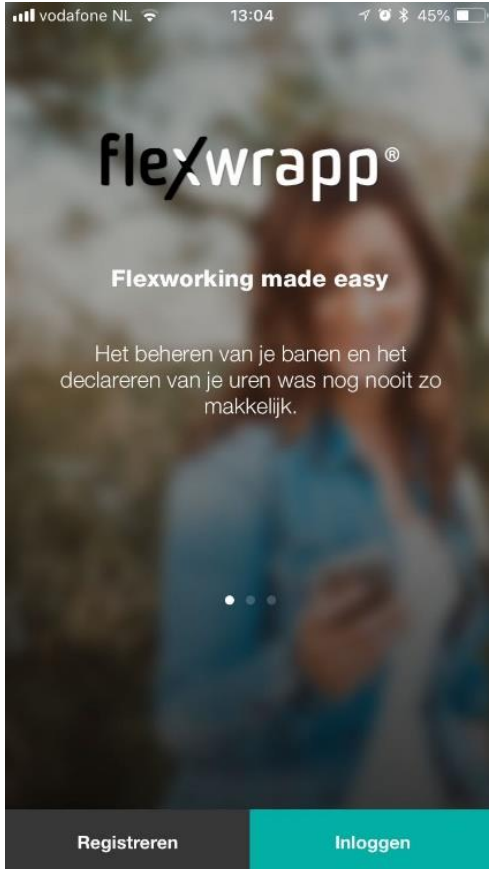 vodafone NL 13:04 45%
flexwrapp®
Flexworking made easy
Het beheren van je banen en het
declareren van je uren was nog nooit zo
makkelijk.
Registreren Inloggen